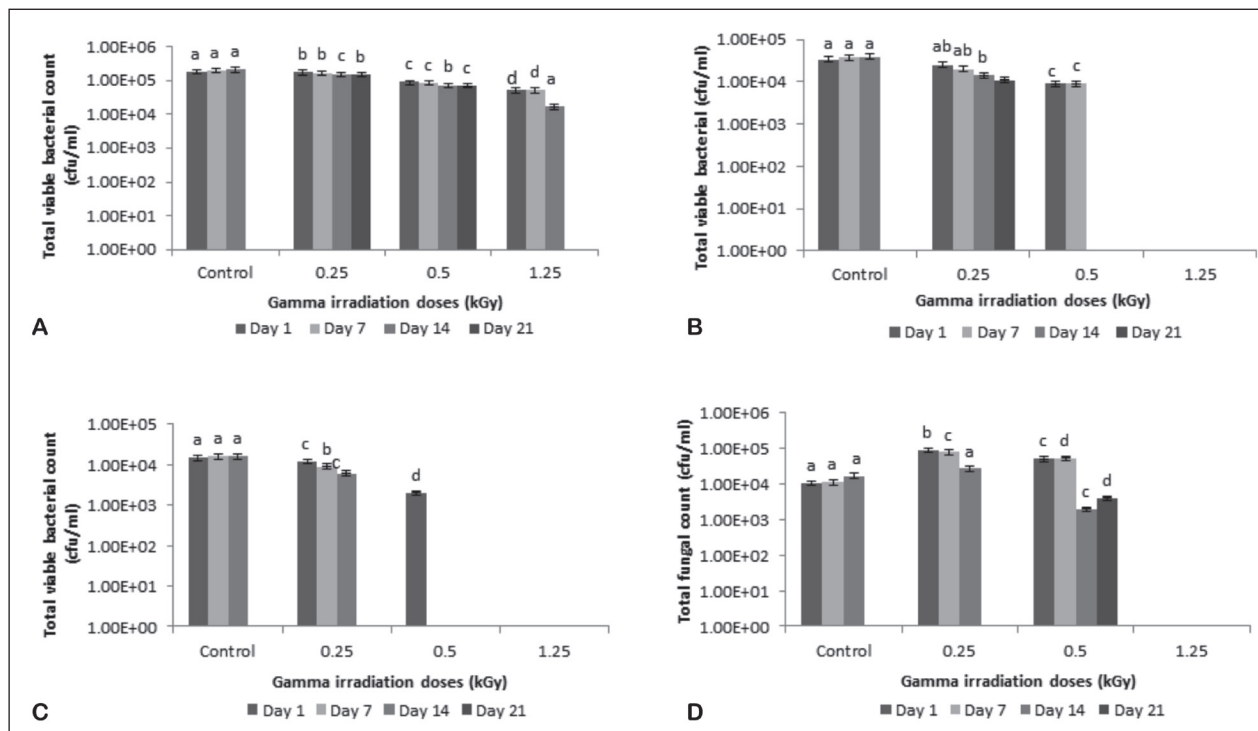 Total viable bacterial count
(cfu/ml)
1.00E+06
1.00E+05
1.00E+04
1.00E+03
1.00E+02
1.00E+01
1.00E+00
a a a
b b c b
c c b c
d d a
Control 0.25 0.5 1.25
Gamma irradiation doses (kGy)
A
Day 1 Day 7 Day 14 Day 21
Total viable bacterial (cfu/ml)
1.00E+05
1.00E+04
1.00E+03
1.00E+02
1.00E+01
1.00E+00
a a a
ab ab b
c c
Control 0.25 0.5 1.25
Gamma irradiation doses (kGy)
B
Day 1 Day 7 Day 14 Day 21
Total viable bacterial count
(cfu/ml)
1.00E+05
1.00E+04
1.00E+03
1.00E+02
1.00E+01
1.00E+00
a a a
c b c
d
Control 0.25 0.5 1.25
Gamma irradiation doses (kGy)
C
Day 1 Day 7 Day 14 Day 21
Total fungal count (cfu/ml)
1.00E+06
1.00E+05
1.00E+04
1.00E+03
1.00E+02
1.00E+01
1.00E+00
a a a
b c a
c d c d
Control 0.25 0.5 1.25
Gamma irradiation doses (kGy)
D
Day 1 Day 7 Day 14 Day 21